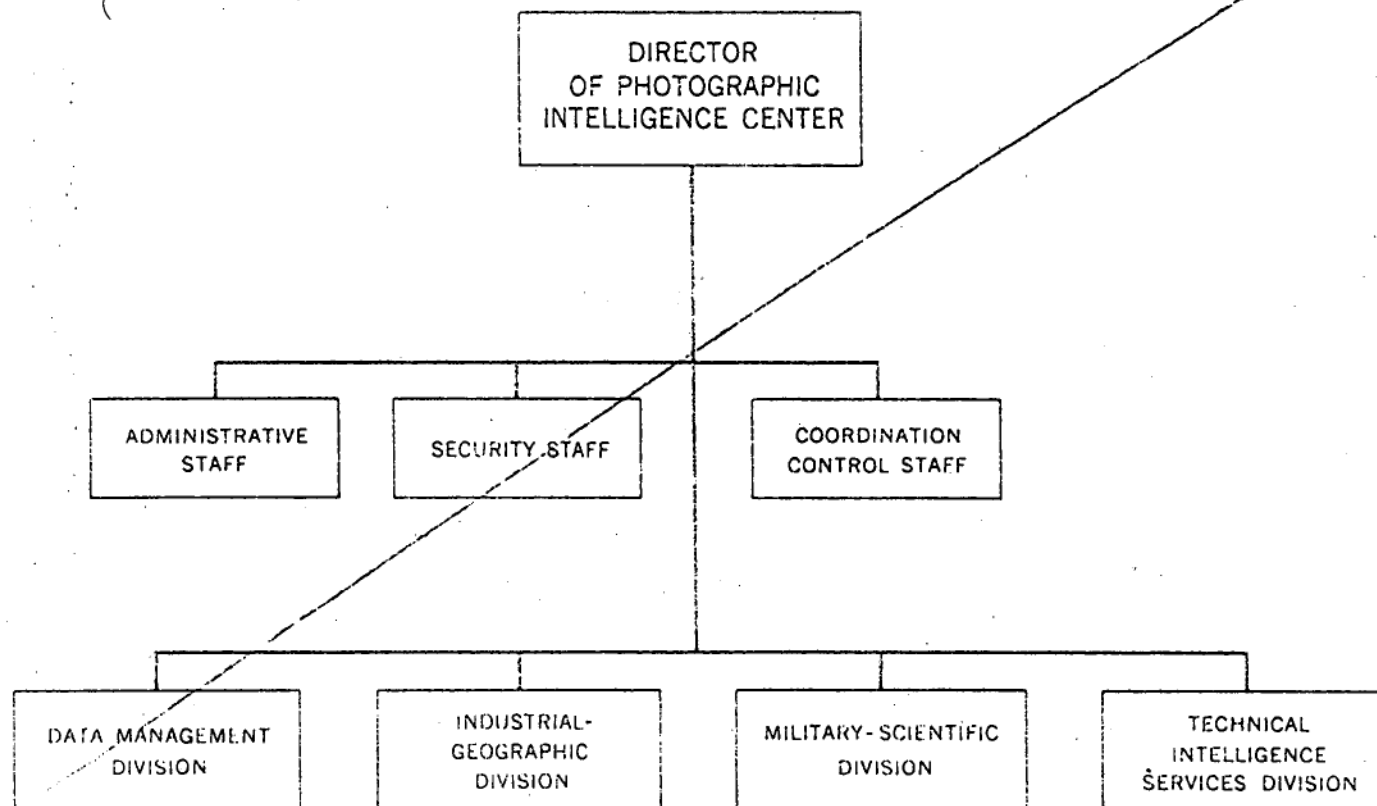 DIRECTOR
OF PHOTOGRAPHIC
INTELLIGENCE CENTER
ADMINISTRATIVE
STAFF
SECURITY STAFF
COORDINATION
CONTROL STAFF
DATA MANAGEMENT
DIVISION
INDUSTRIAL-
GEOGRAPHIC
DIVISION
MILITARY-SCIENTIFIC
DIVISION
TECHNICAL
INTELLIGENCE
SERVICES DIVISION